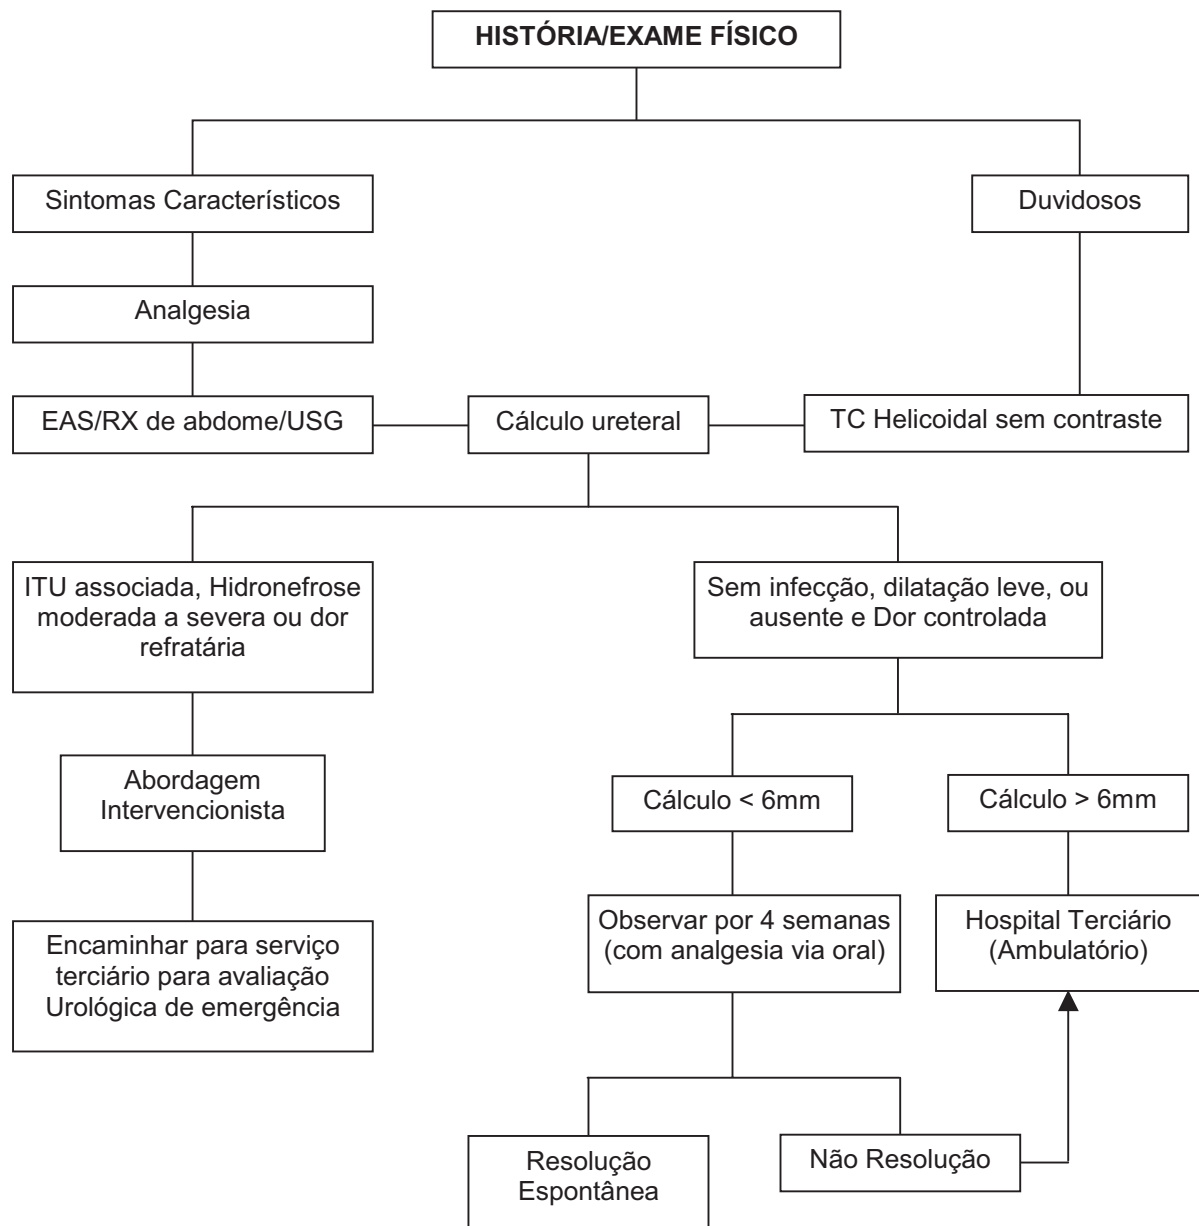 HISTÓRIA/EXAME FÍSICO
Sintomas Característicos
Duvidosos
Analgesia
EAS/RX de abdome/USG
Cálculo ureteral
TC Helicoidal sem contraste
ITU associada, Hidronefrose
moderada a severa ou dor
refratária
Sem infecção, dilatação leve, ou
ausente e Dor controlada
Abordagem
Intervencionista
Cálculo < 6mm
Cálculo > 6mm
Encaminhar para serviço
terciário para avaliação
Urológica de emergência
Observar por 4 semanas
(com analgesia via oral)
Hospital Terciário
(Ambulatório)
Resolução
Espontânea
Não Resolução